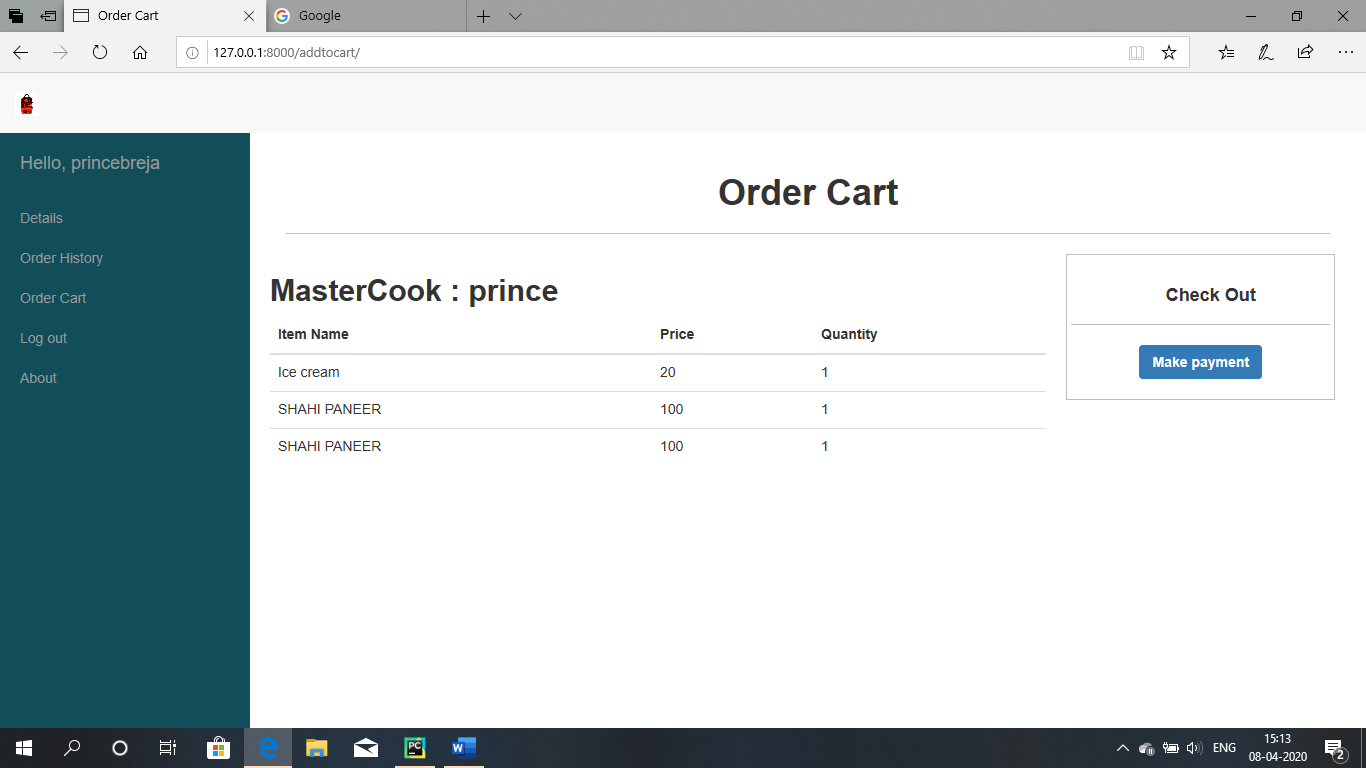 Order Cart
Google
127.0.0.1:8000/addtocart/
Hello, princebreja
Details
Order History
Order Cart
Log out
About
Order Cart
MasterCook : prince
Item Name Price Quantity
Ice cream 20 1
SHAHI PANEER 100 1
SHAHI PANEER 100 1
Check Out
Make payment
PC
W
ENG
15:13
08-04-2020
2